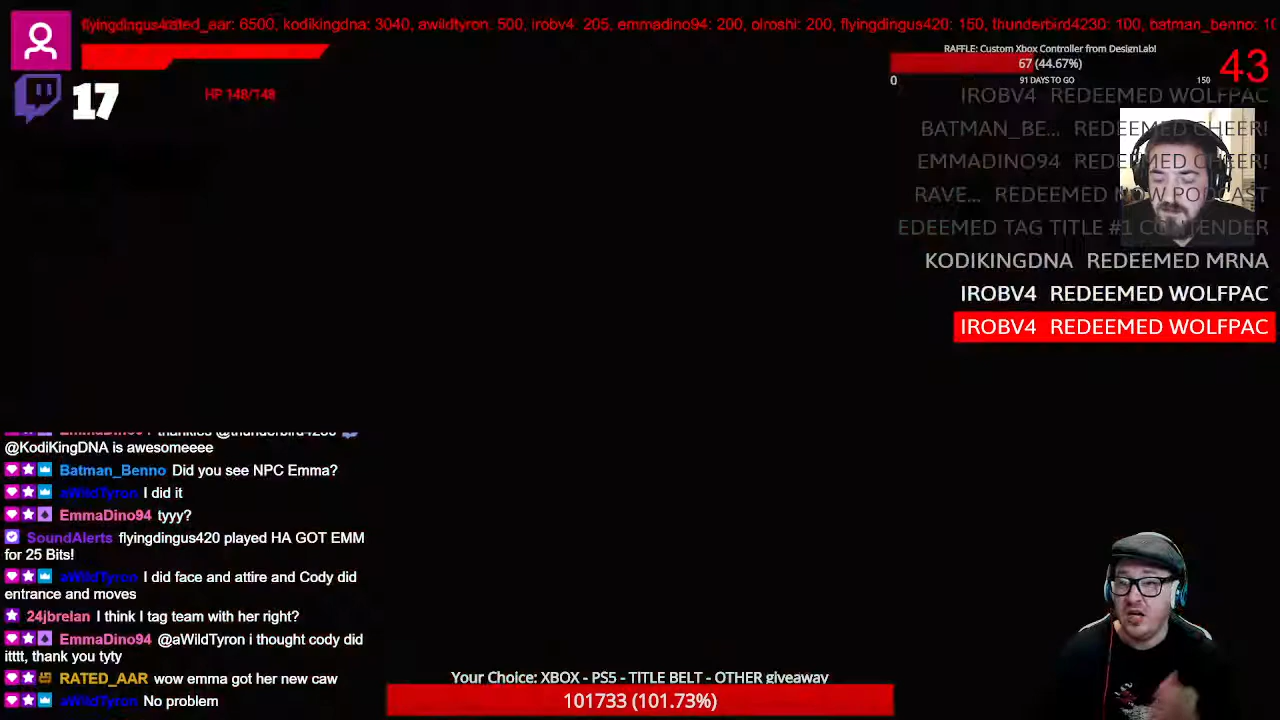 flyingdingus4rated_aar: 6500, kodikingdna: 3040, awildtyron: 500, irobv4: 205, emmadino94: 200, olroshi: 200, flyingdingus420: 150, thunderbird4230: 100, batman_benno: 10
RAFFLE: Custom Xbox Controller from DesignLab!
67 (44.67%)
43
0
91 DAYS TO GO
150
17
HP 148/148
IROBV4 REDEEMED WOLFPAC
BATMAN_BE... REDEEMED CHEER!
EMMADINO94 REDEEMED CHEER!
RAVE... REDEEMED NOW PODCAST
EDEEMED TAG TITLE #1 CONTENDER
KODIKINGDNA REDEEMED MRNA
IROBV4 REDEEMED WOLFPAC
IROBV4 REDEEMED WOLFPAC
@KodiKingDNA is awesomeeee
Batman_Benno Did you see NPC Emma?
aWildTyron I did it
EmmaDino94 tyyy?
SoundAlerts flyingdingus420 played HA GOT EMM
for 25 Bits!
aWildTyron I did face and attire and Cody did
entrance and moves
24jbrelan I think I tag team with her right?
EmmaDino94 @aWildTyron i thought cody did
itttt, thank you tyty
RATED_AAR wow emma got her new caw
aWildTyron No problem
Your Choice: XBOX - PS5 - TITLE BELT - OTHER giveaway
101733 (101.73%)